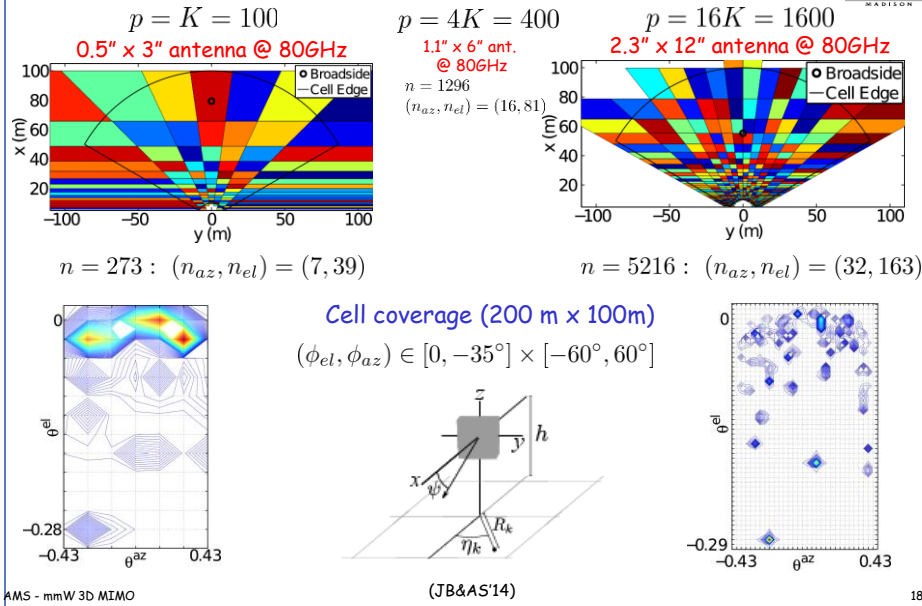 MADISON
p = K = 100
0.5" x 3" antenna @ 80GHz
p = 4K = 400
1.1" x 6" ant.
@ 80GHz
n = 1296
(n_az, n_el) = (16, 81)
p = 16K = 1600
2.3" x 12" antenna @ 80GHz
100
80
60
40
20
x (m)
Broadside
Cell Edge
−100 −50 0 50 100
y (m)
100
80
60
40
20
x (m)
Broadside
Cell Edge
−100 −50 0 50 100
y (m)
n = 273 : (n_az, n_el) = (7, 39)
n = 5216 : (n_az, n_el) = (32, 163)
Cell coverage (200 m x 100m)
(ϕ_el, ϕ_az) ∈ [0, −35°] × [−60°, 60°]
0
θ^el
−0.28
−0.43 θ^az 0.43
z
y
h
x
ψ
R_k
η_k
0
θ^el
−0.29
−0.43 θ^az 0.43
AMS - mmW 3D MIMO
(JB&AS'14)
18